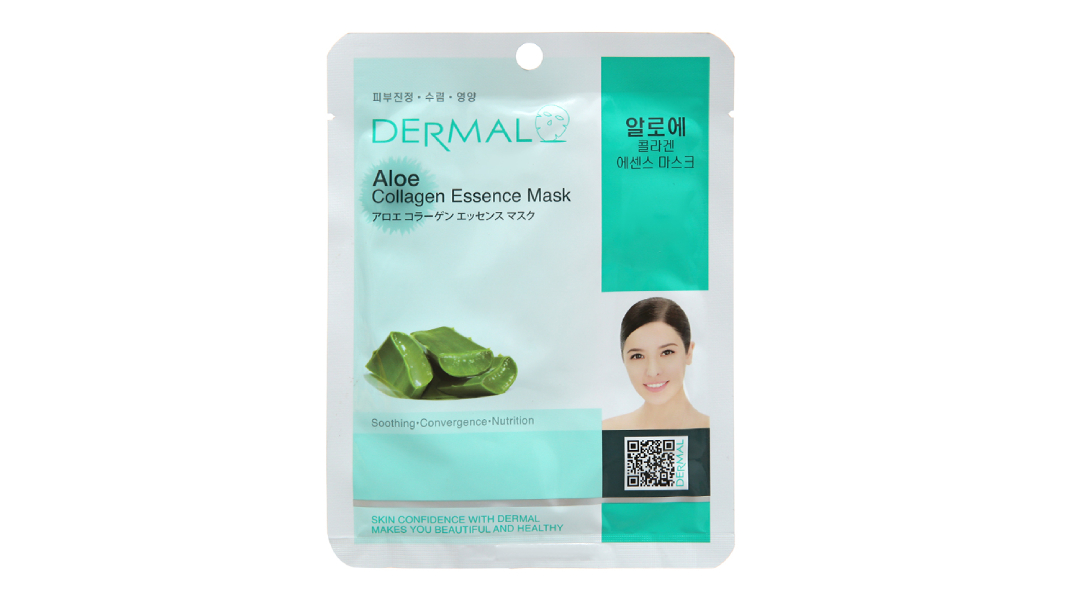 피부진정・수렴・영양
DERMAL
Aloe
Collagen Essence Mask
アロエ コラーゲン エッセンス マスク
알로에
콜라겐
에센스 마스크
Soothing・Convergence・Nutrition
DERMAL
SKIN CONFIDENCE WITH DERMAL
MAKES YOU BEAUTIFUL AND HEALTHY